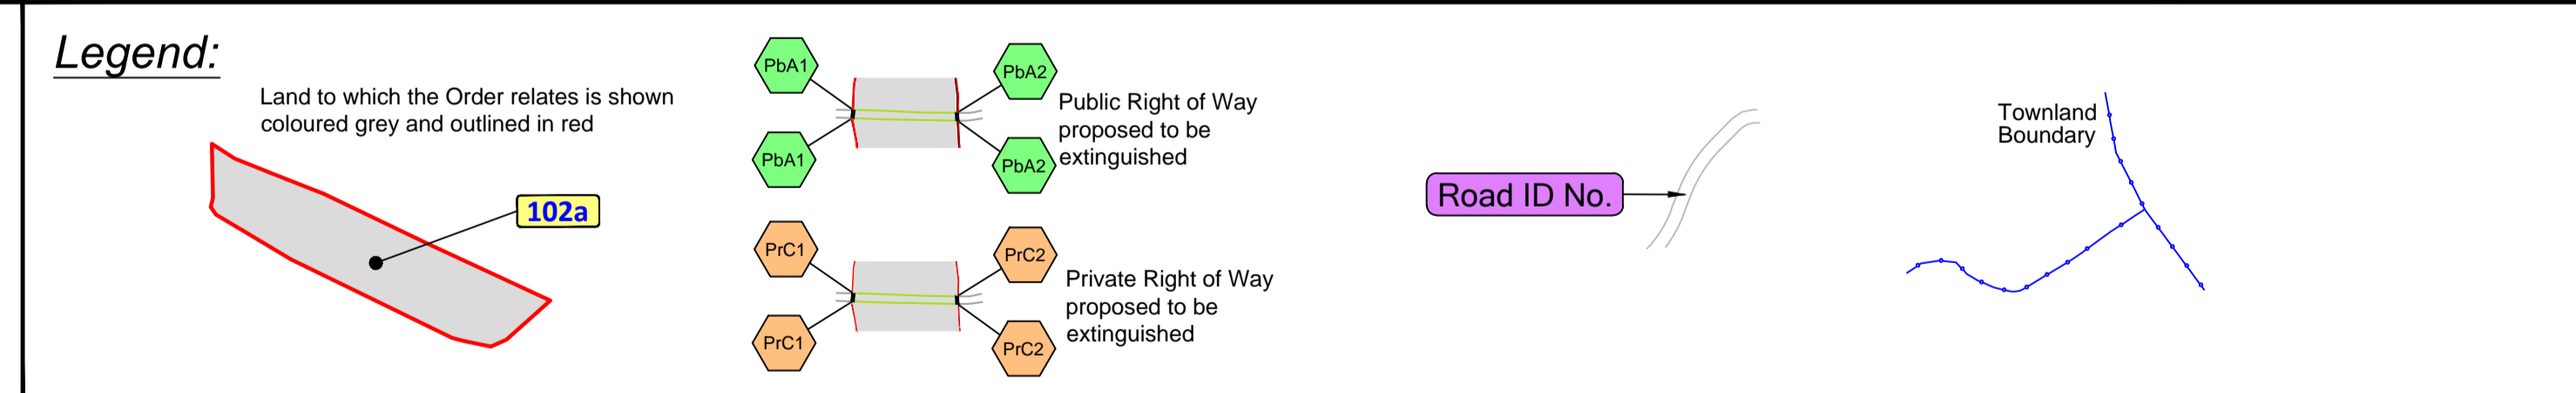 Legend:
Land to which the Order relates is shown
coloured grey and outlined in red
102a
PbA1
PbA2
PbA1
PbA2
Public Right of Way
proposed to be
extinguished
PrC1
PrC2
PrC1
PrC2
Private Right of Way
proposed to be
extinguished
Road ID No.
Townland
Boundary